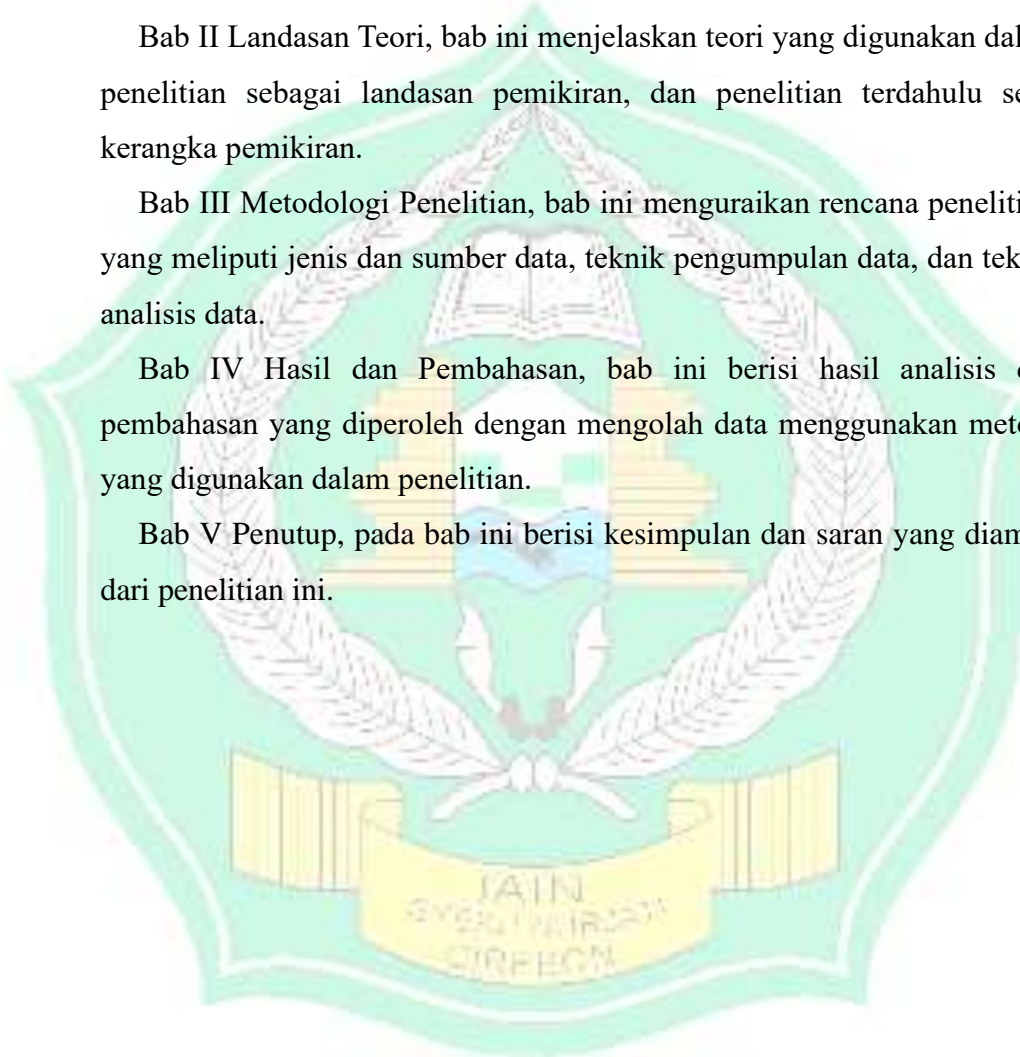 Bab II Landasan Teori, bab ini menjelaskan teori yang digunakan dal
penelitian sebagai landasan pemikiran, dan penelitian terdahulu se
kerangka pemikiran.
Bab III Metodologi Penelitian, bab ini menguraikan rencana peneliti
yang meliputi jenis dan sumber data, teknik pengumpulan data, dan tek
analisis data.
Bab IV Hasil dan Pembahasan, bab ini berisi hasil analisis
pembahasan yang diperoleh dengan mengolah data menggunakan meto
yang digunakan dalam penelitian.
Bab V Penutup, pada bab ini berisi kesimpulan dan saran yang diam
dari penelitian ini.
IAIN
SYEKH NURJATI
CIREBON